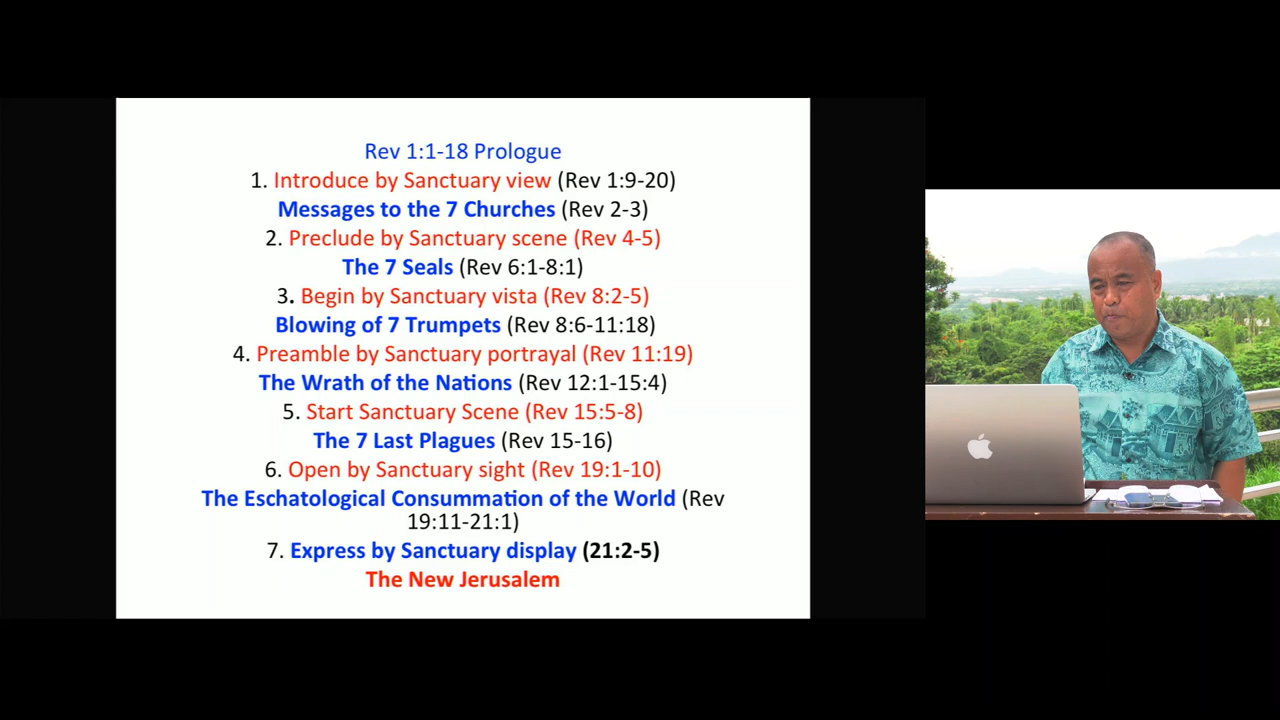 Rev 1:1-18 Prologue
1. Introduce by Sanctuary view (Rev 1:9-20)
Messages to the 7 Churches (Rev 2-3)
2. Preclude by Sanctuary scene (Rev 4-5)
The 7 Seals (Rev 6:1-8:1)
3. Begin by Sanctuary vista (Rev 8:2-5)
Blowing of 7 Trumpets (Rev 8:6-11:18)
4. Preamble by Sanctuary portrayal (Rev 11:19)
The Wrath of the Nations (Rev 12:1-15:4)
5. Start Sanctuary Scene (Rev 15:5-8)
The 7 Last Plagues (Rev 15-16)
6. Open by Sanctuary sight (Rev 19:1-10)
The Eschatological Consummation of the World (Rev
19:11-21:1)
7. Express by Sanctuary display (21:2-5)
The New Jerusalem